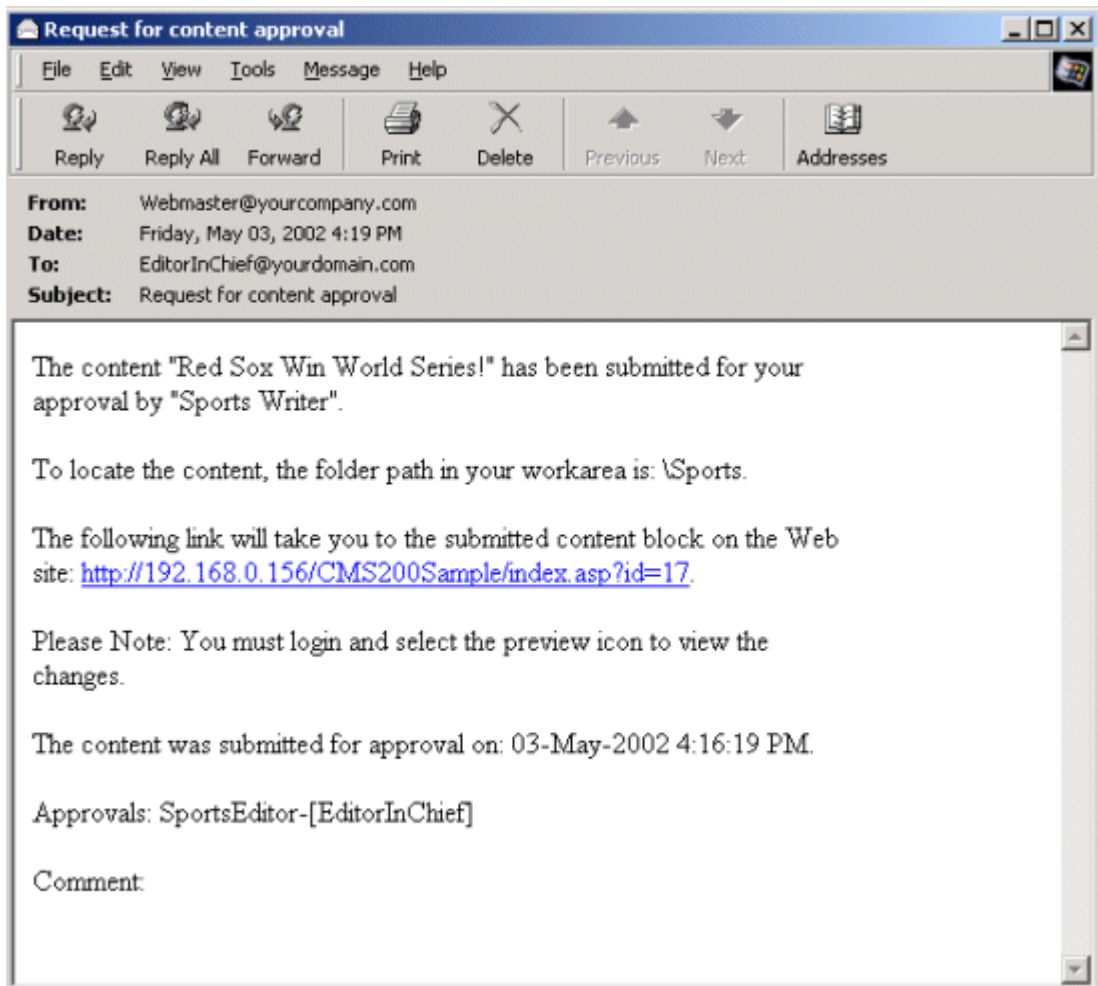 Request for content approval
File Edit View Tools Message Help
Reply Reply All Forward Print Delete Previous Next Addresses
From: Webmaster@yourcompany.com
Date: Friday, May 03, 2002 4:19 PM
To: EditorInChief@yourdomain.com
Subject: Request for content approval
The content "Red Sox Win World Series!" has been submitted for your
approval by "Sports Writer".
To locate the content, the folder path in your workarea is: \Sports.
The following link will take you to the submitted content block on the Web
site: http://192.168.0.156/CMS200Sample/index.asp?id=17.
Please Note: You must login and select the preview icon to view the
changes.
The content was submitted for approval on: 03-May-2002 4:16:19 PM.
Approvals: SportsEditor-[EditorInChief]
Comment: